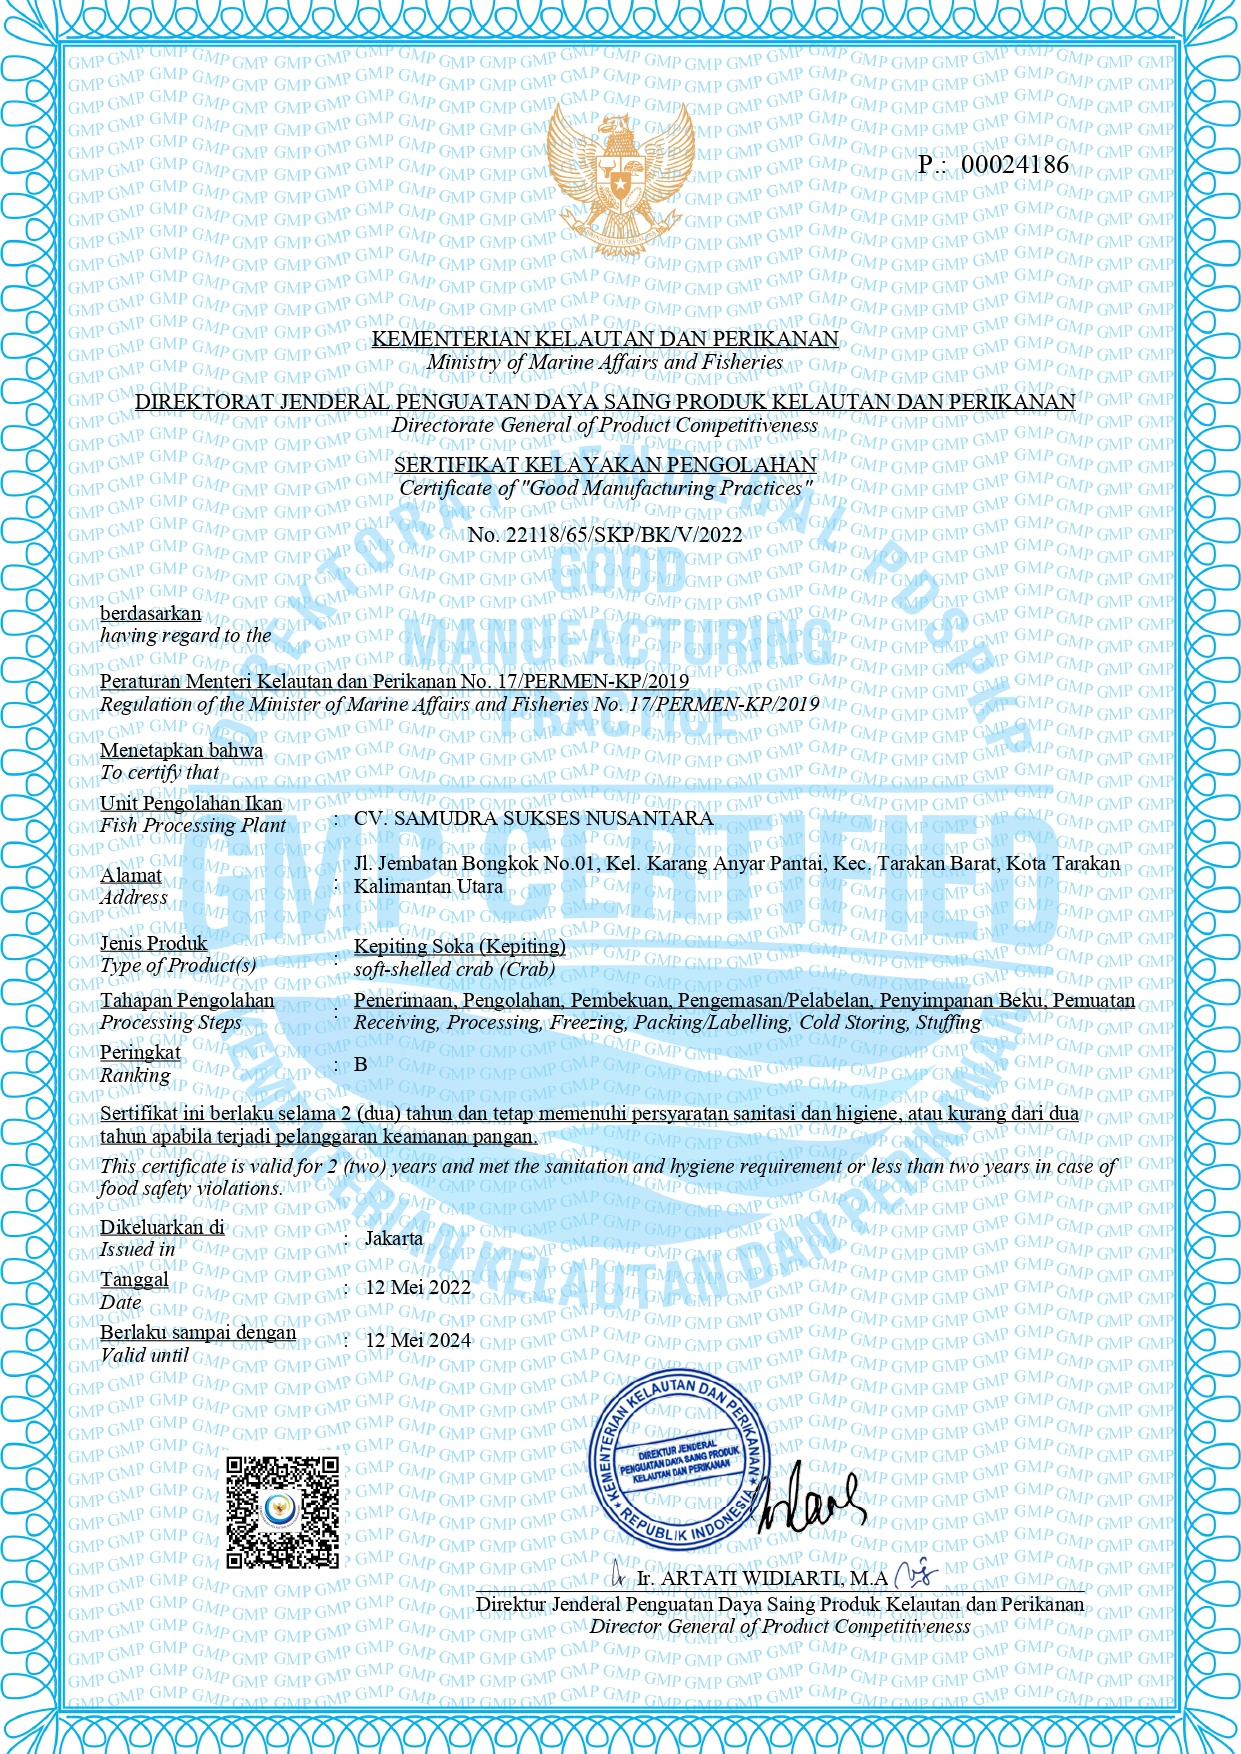 P.: 00024186
KEMENTERIAN KELAUTAN DAN PERIKANAN
Ministry of Marine Affairs and Fisheries
DIREKTORAT JENDERAL PENGUATAN DAYA SAING PRODUK KELAUTAN DAN PERIKANAN
Directorate General of Product Competitiveness
SERTIFIKAT KELAYAKAN PENGOLAHAN
Certificate of "Good Manufacturing Practices"
No. 22118/65/SKP/BK/V/2022
DIREKTORAT JENDERAL PDSPKP
GOOD
MANUFACTURING
PRACTICE
GMP CERTIFIED
KEMENTERIAN KELAUTAN DAN PERIKANAN
berdasarkan
having regard to the
Peraturan Menteri Kelautan dan Perikanan No. 17/PERMEN-KP/2019
Regulation of the Minister of Marine Affairs and Fisheries No. 17/PERMEN-KP/2019
Menetapkan bahwa
To certify that
Unit Pengolahan Ikan
Fish Processing Plant : CV. SAMUDRA SUKSES NUSANTARA
Alamat
Address : Jl. Jembatan Bongkok No.01, Kel. Karang Anyar Pantai, Kec. Tarakan Barat, Kota Tarakan
Kalimantan Utara
Jenis Produk : Kepiting Soka (Kepiting)
Type of Product(s) soft-shelled crab (Crab)
Tahapan Pengolahan : Penerimaan, Pengolahan, Pembekuan, Pengemasan/Pelabelan, Penyimpanan Beku, Pemuatan
Processing Steps Receiving, Processing, Freezing, Packing/Labelling, Cold Storing, Stuffing
Peringkat
Ranking : B
Sertifikat ini berlaku selama 2 (dua) tahun dan tetap memenuhi persyaratan sanitasi dan higiene, atau kurang dari dua
tahun apabila terjadi pelanggaran keamanan pangan.
This certificate is valid for 2 (two) years and met the sanitation and hygiene requirement or less than two years in case of
food safety violations.
Dikeluarkan di
Issued in : Jakarta
Tanggal
Date : 12 Mei 2022
Berlaku sampai dengan
Valid until : 12 Mei 2024
KEMENTERIAN KELAUTAN DAN PERIKANAN
DIREKTUR JENDERAL
PENGUATAN DAYA SAING PRODUK
KELAUTAN DAN PERIKANAN
REPUBLIK INDONESIA
Ir. ARTATI WIDIARTI, M.A
Direktur Jenderal Penguatan Daya Saing Produk Kelautan dan Perikanan
Director General of Product Competitiveness